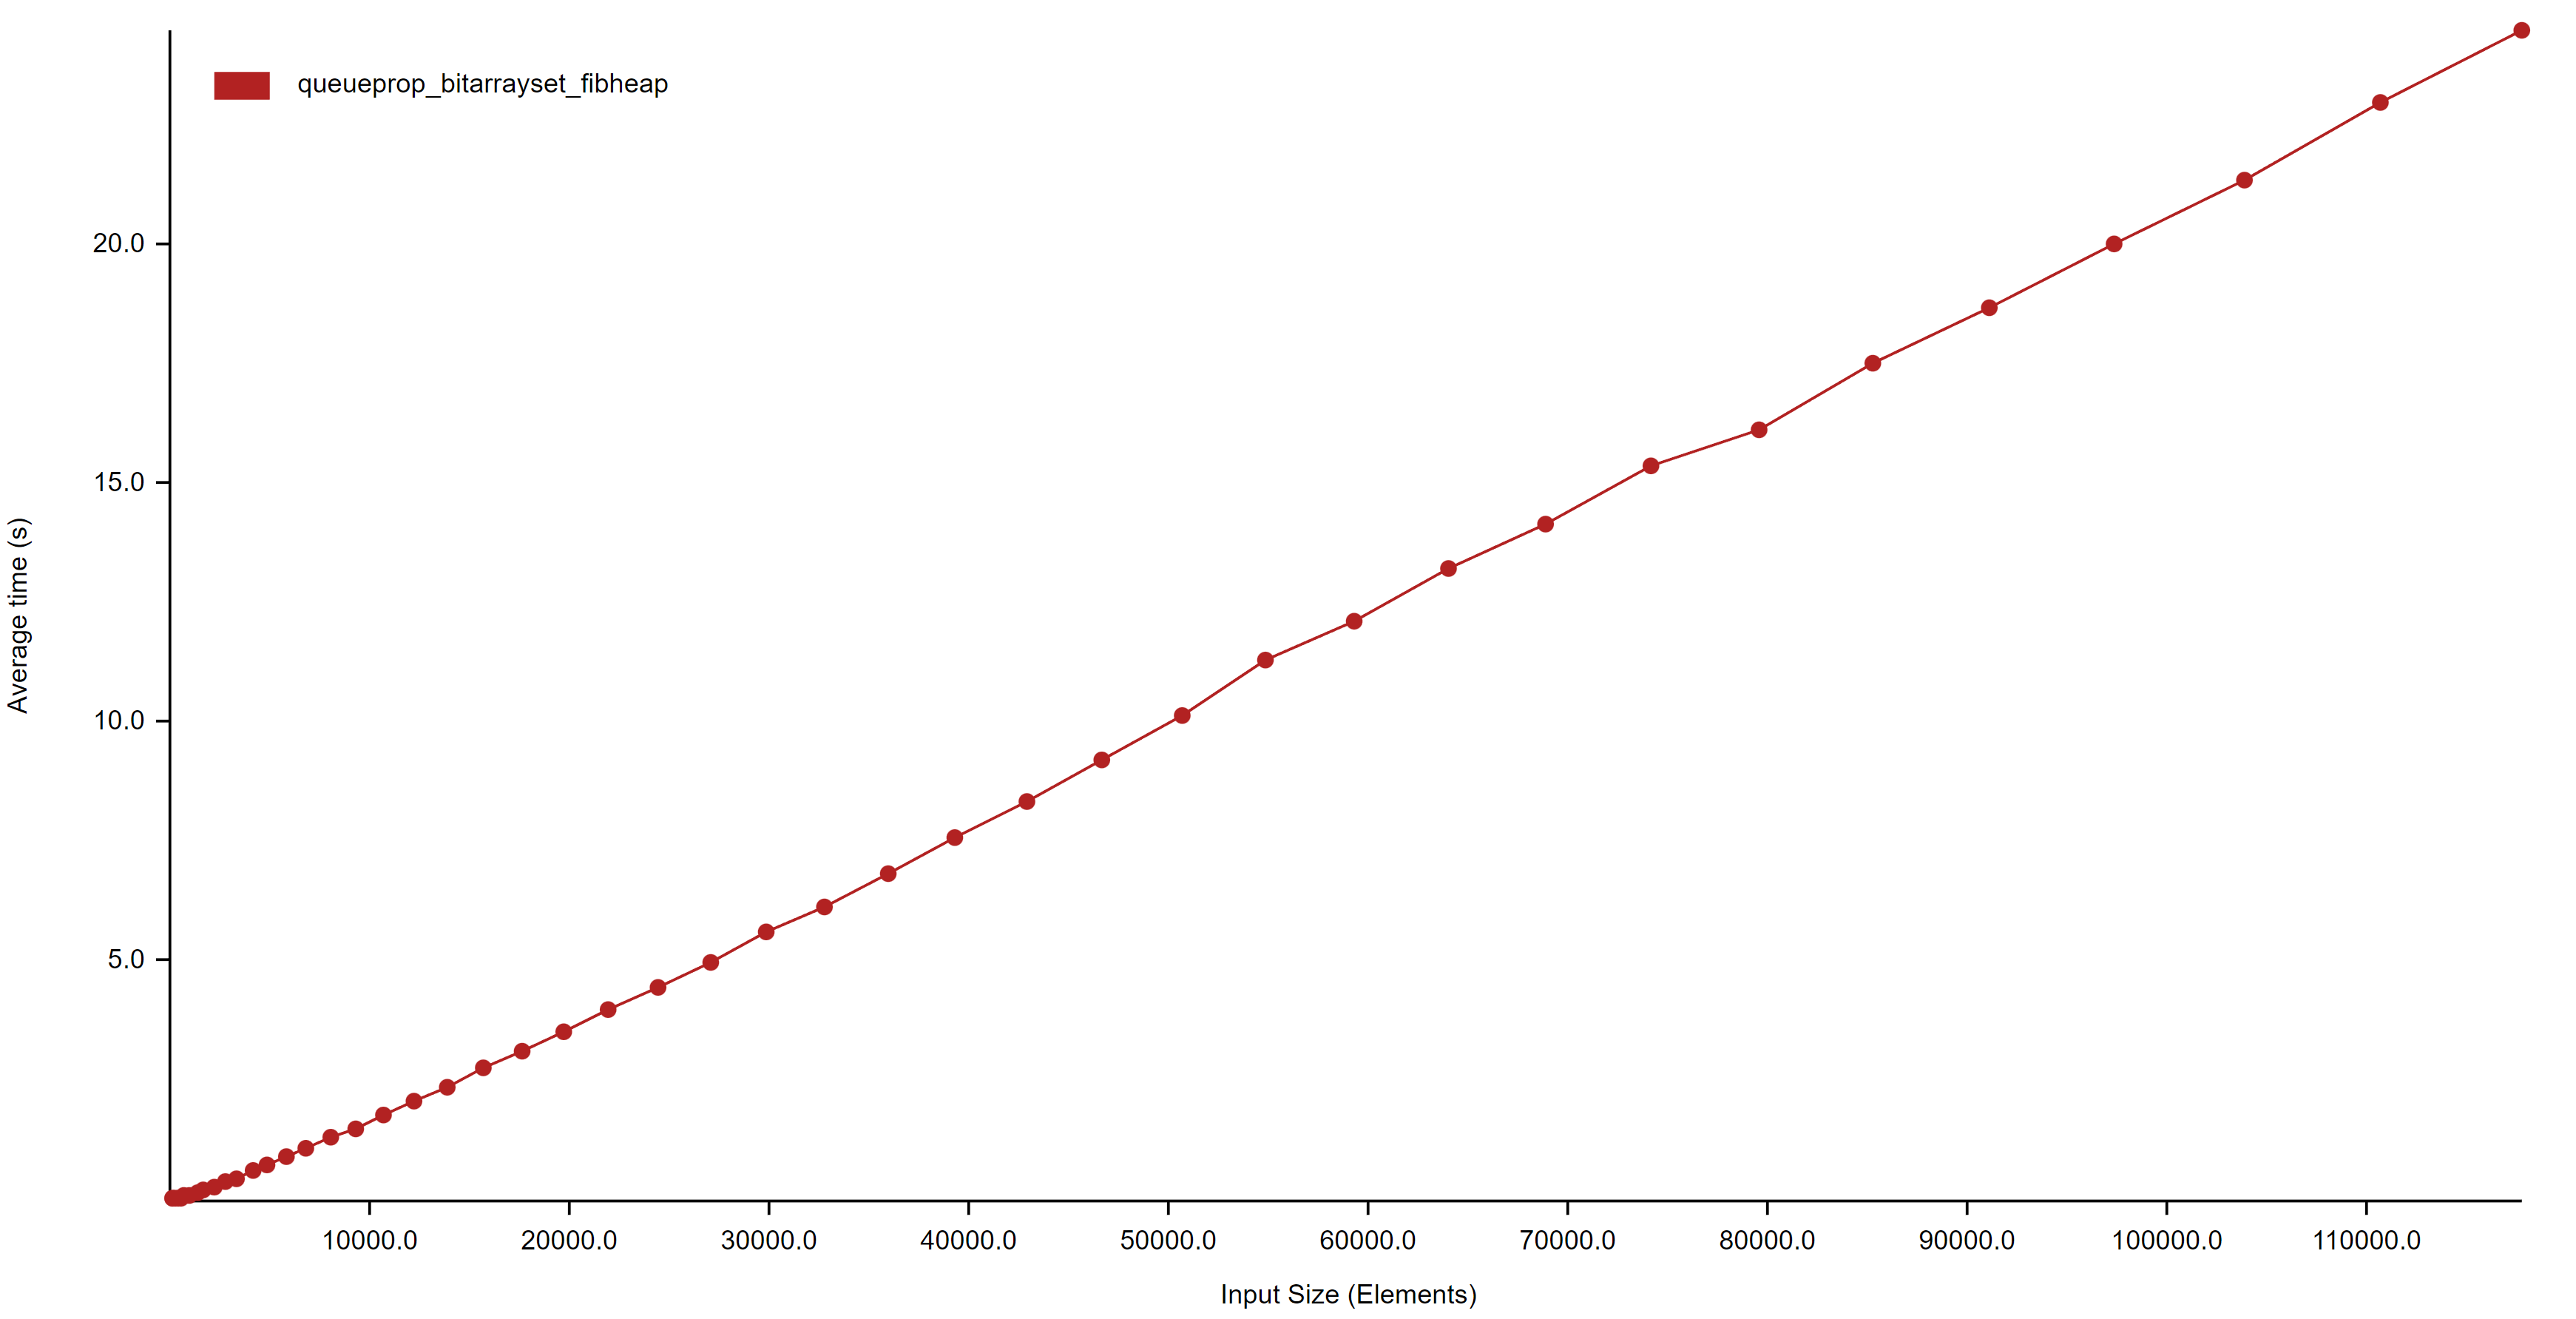 queueprop_bitarrayset_fibheap
20.0
15.0
10.0
5.0
Average time (s)
10000.0 20000.0 30000.0 40000.0 50000.0 60000.0 70000.0 80000.0 90000.0 100000.0 110000.0
Input Size (Elements)